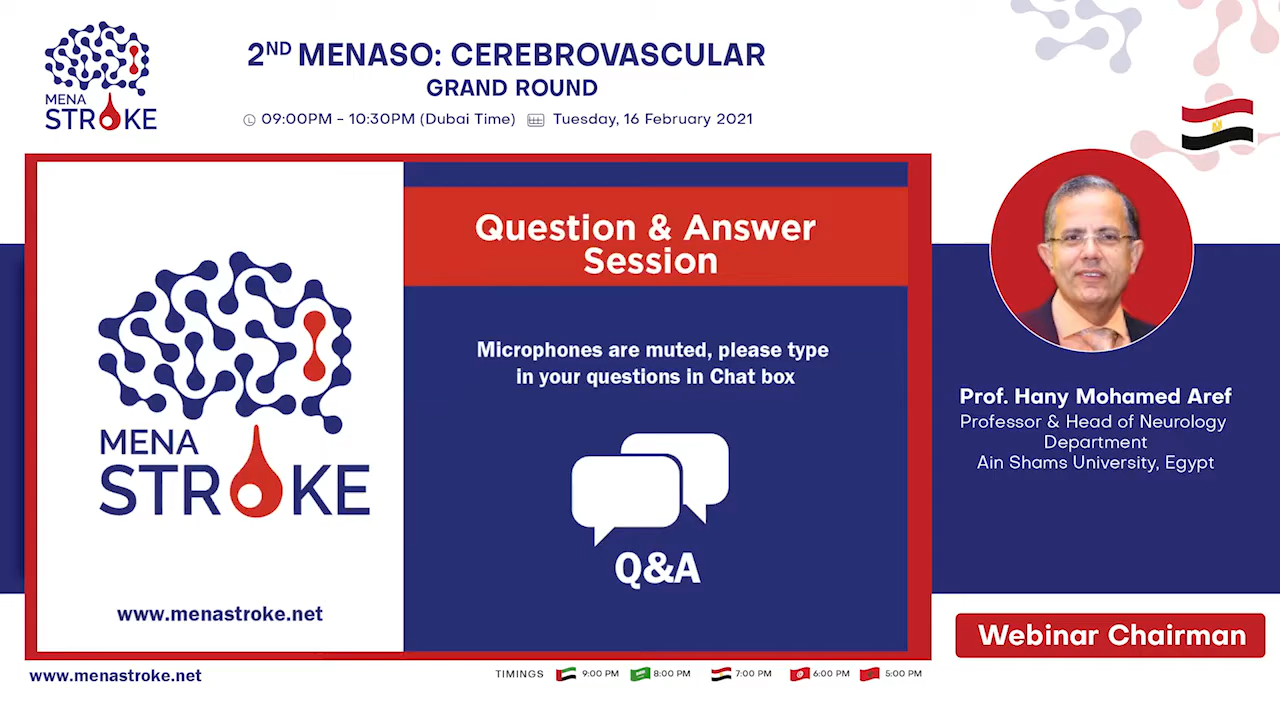 MENA
STROKE
2ND MENASO: CEREBROVASCULAR
GRAND ROUND
09:00PM - 10:30PM (Dubai Time) Tuesday, 16 February 2021
MENA
STROKE
www.menastroke.net
Question & Answer
Session
Microphones are muted, please type
in your questions in Chat box
Q&A
Prof. Hany Mohamed Aref
Professor & Head of Neurology
Department
Ain Shams University, Egypt
Webinar Chairman
www.menastroke.net
TIMINGS 9:00 PM 8:00 PM 7:00 PM 6:00 PM 5:00 PM